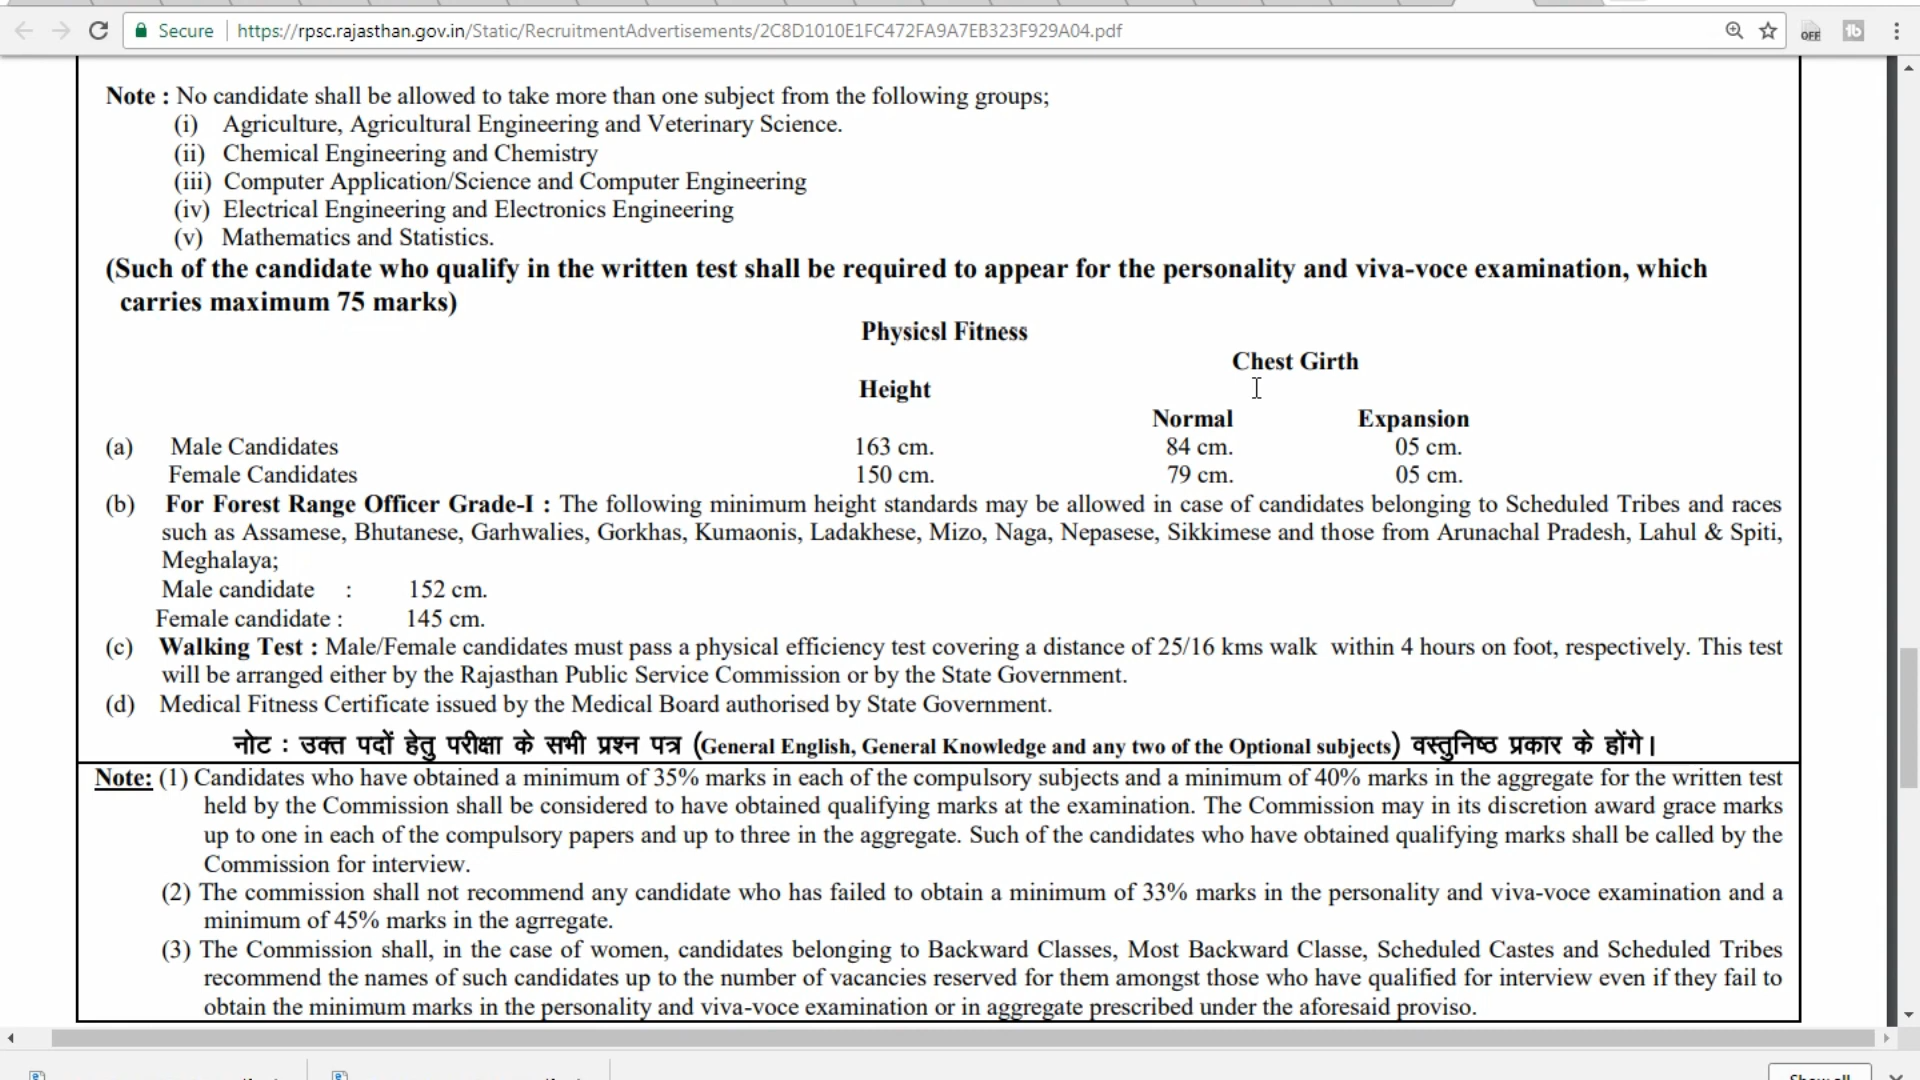 Secure https://rpsc.rajasthan.gov.in/Static/RecruitmentAdvertisements/2C8D1010E1FC472FA9A7EB323F929A04.pdf OFF
Note : No candidate shall be allowed to take more than one subject from the following groups;
(i) Agriculture, Agricultural Engineering and Veterinary Science.
(ii) Chemical Engineering and Chemistry
(iii) Computer Application/Science and Computer Engineering
(iv) Electrical Engineering and Electronics Engineering
(v) Mathematics and Statistics.
(Such of the candidate who qualify in the written test shall be required to appear for the personality and viva-voce examination, which
carries maximum 75 marks)
Physicsl Fitness
Chest Girth
Height
Normal Expansion
(a) Male Candidates 163 cm. 84 cm. 05 cm.
Female Candidates 150 cm. 79 cm. 05 cm.
(b) For Forest Range Officer Grade-I : The following minimum height standards may be allowed in case of candidates belonging to Scheduled Tribes and races
such as Assamese, Bhutanese, Garhwalies, Gorkhas, Kumaonis, Ladakhese, Mizo, Naga, Nepasese, Sikkimese and those from Arunachal Pradesh, Lahul & Spiti,
Meghalaya;
Male candidate : 152 cm.
Female candidate : 145 cm.
(c) Walking Test : Male/Female candidates must pass a physical efficiency test covering a distance of 25/16 kms walk within 4 hours on foot, respectively. This test
will be arranged either by the Rajasthan Public Service Commission or by the State Government.
(d) Medical Fitness Certificate issued by the Medical Board authorised by State Government.
नोट : उक्त पदों हेतु परीक्षा के सभी प्रश्न पत्र (General English, General Knowledge and any two of the Optional subjects) वस्तुनिष्ठ प्रकार के होंगे।
Note: (1) Candidates who have obtained a minimum of 35% marks in each of the compulsory subjects and a minimum of 40% marks in the aggregate for the written test
held by the Commission shall be considered to have obtained qualifying marks at the examination. The Commission may in its discretion award grace marks
up to one in each of the compulsory papers and up to three in the aggregate. Such of the candidates who have obtained qualifying marks shall be called by the
Commission for interview.
(2) The commission shall not recommend any candidate who has failed to obtain a minimum of 33% marks in the personality and viva-voce examination and a
minimum of 45% marks in the agrregate.
(3) The Commission shall, in the case of women, candidates belonging to Backward Classes, Most Backward Classe, Scheduled Castes and Scheduled Tribes
recommend the names of such candidates up to the number of vacancies reserved for them amongst those who have qualified for interview even if they fail to
obtain the minimum marks in the personality and viva-voce examination or in aggregate prescribed under the aforesaid proviso.
Show all